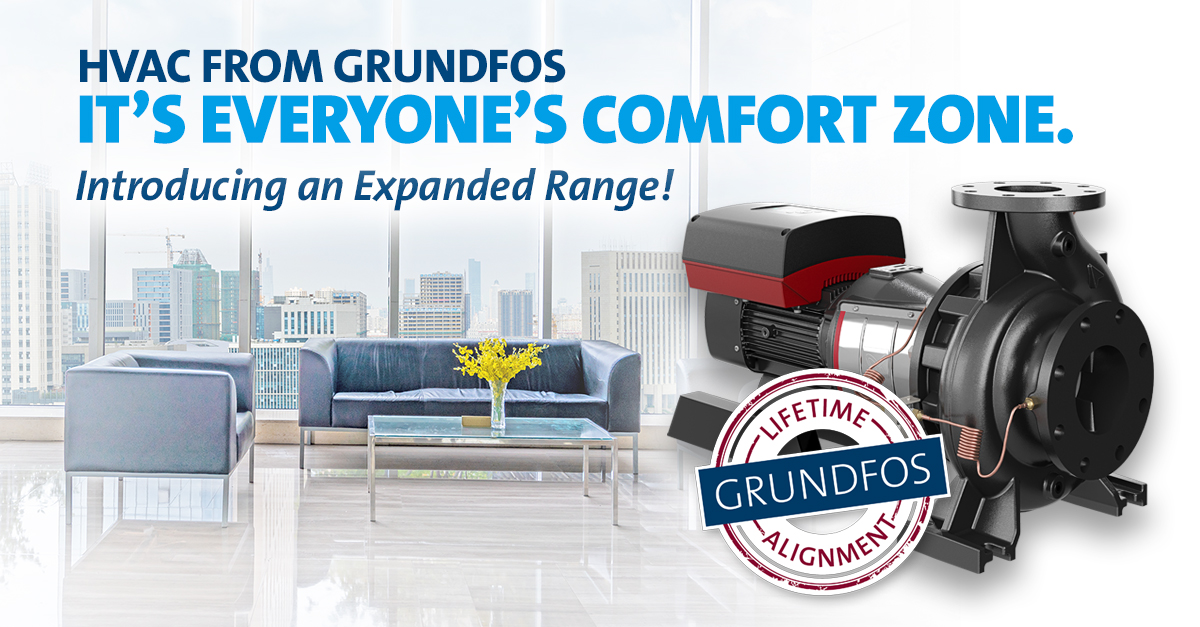 HVAC FROM GRUNDFOS
IT'S EVERYONE'S COMFORT ZONE.
Introducing an Expanded Range!
LIFETIME
GRUNDFOS
ALIGNMENT